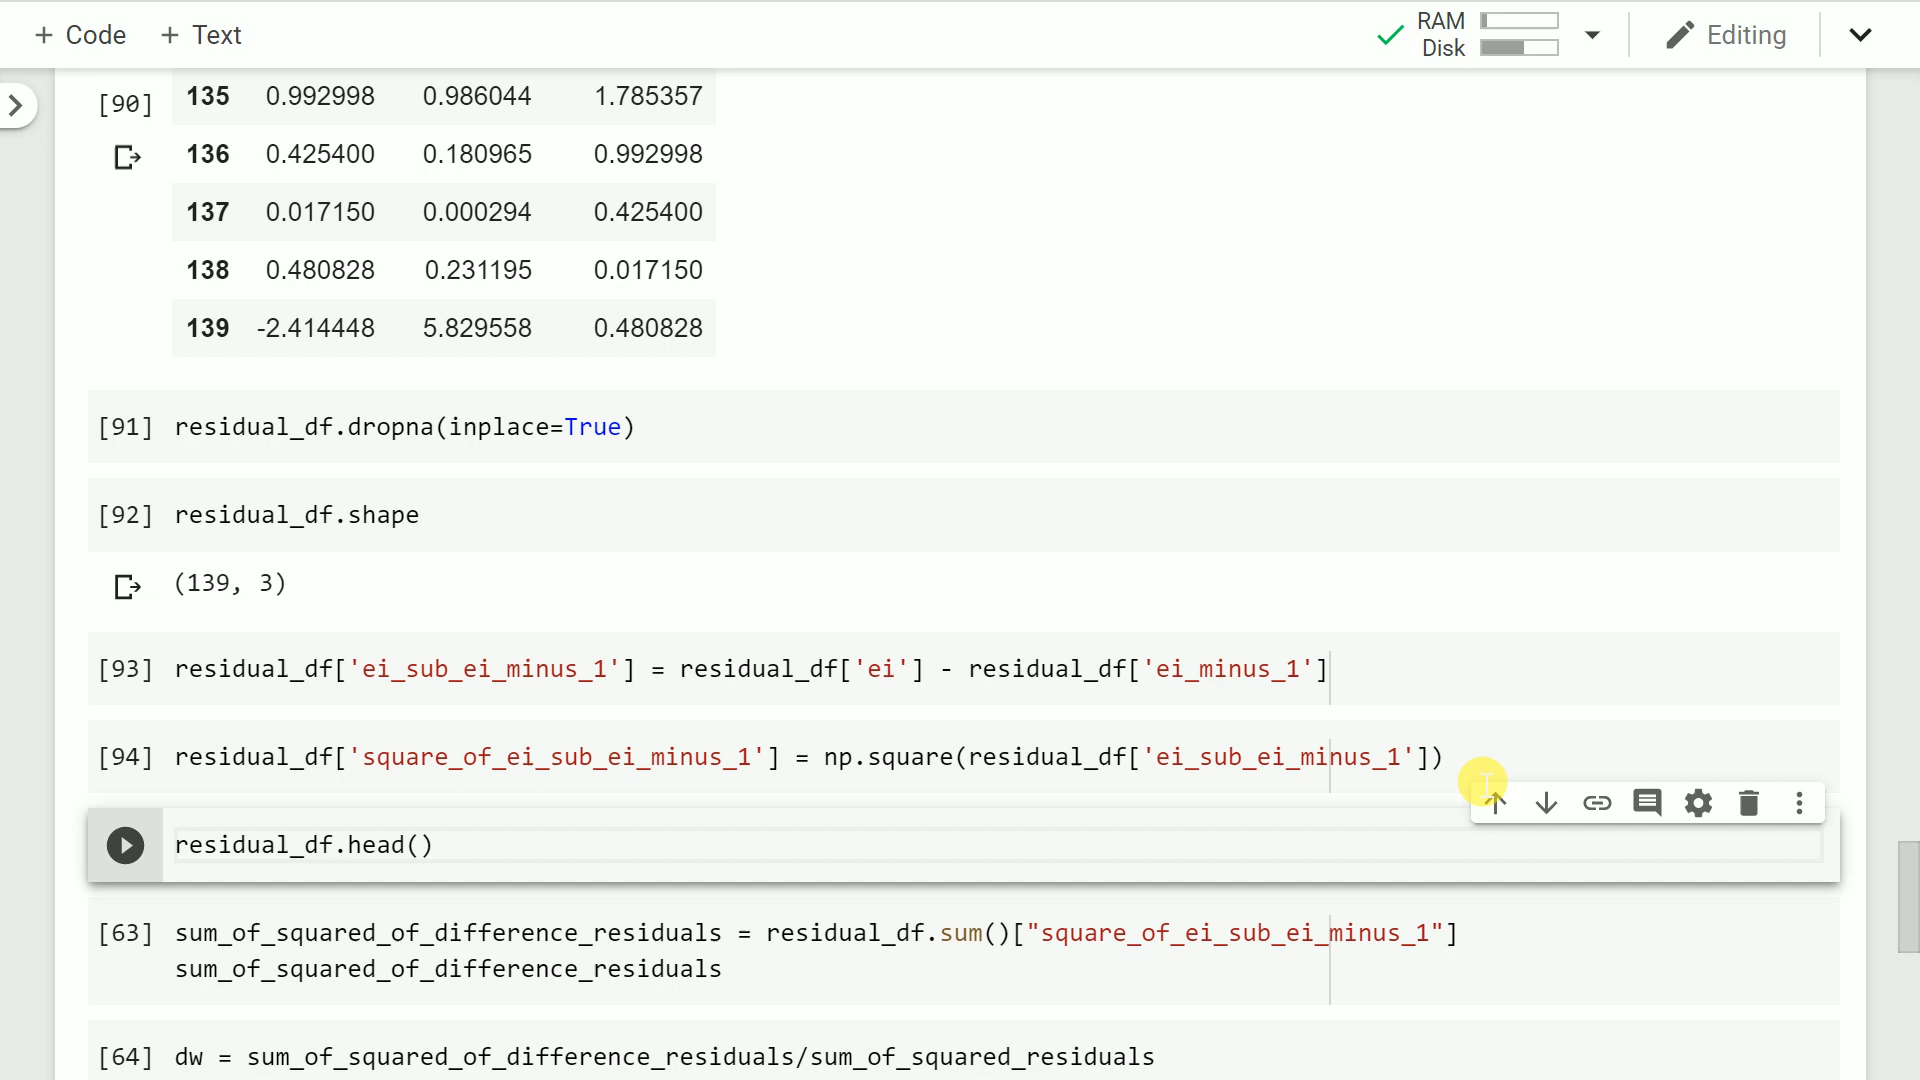 + Code + Text
RAM
Disk
Editing
[90] 135 0.992998 0.986044 1.785357
136 0.425400 0.180965 0.992998
137 0.017150 0.000294 0.425400
138 0.480828 0.231195 0.017150
139 -2.414448 5.829558 0.480828
[91] residual_df.dropna(inplace=True)
[92] residual_df.shape
(139, 3)
[93] residual_df['ei_sub_ei_minus_1'] = residual_df['ei'] - residual_df['ei_minus_1']
[94] residual_df['square_of_ei_sub_ei_minus_1'] = np.square(residual_df['ei_sub_ei_minus_1'])
residual_df.head()
[63] sum_of_squared_of_difference_residuals = residual_df.sum()["square_of_ei_sub_ei_minus_1"]
sum_of_squared_of_difference_residuals
[64] dw = sum_of_squared_of_difference_residuals/sum_of_squared_residuals